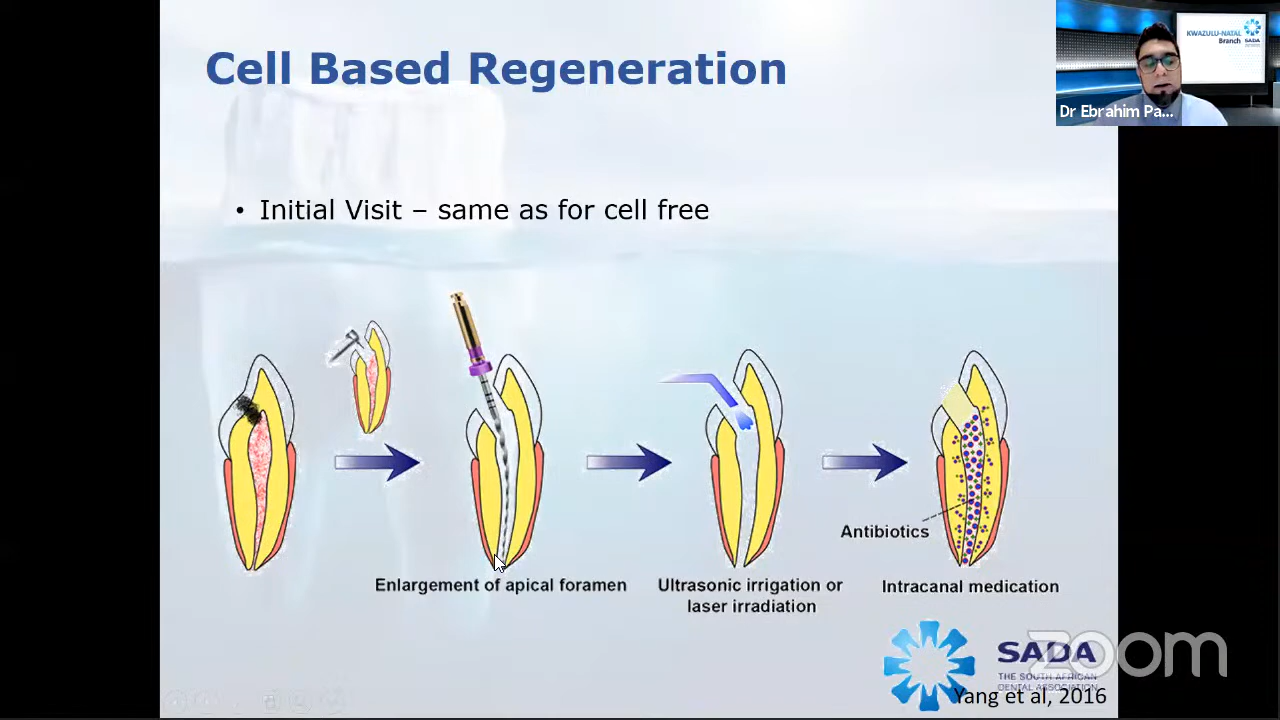 Cell Based Regeneration
KWAZULU-NATAL
Branch
SADA
Dr Ebrahim Pa...
• Initial Visit – same as for cell free
Antibiotics
Enlargement of apical foramen
Ultrasonic irrigation or
laser irradiation
Intracanal medication
SADA
THE SOUTH AFRICAN
DENTAL ASSOCIATION
zoom
Yang et al, 2016